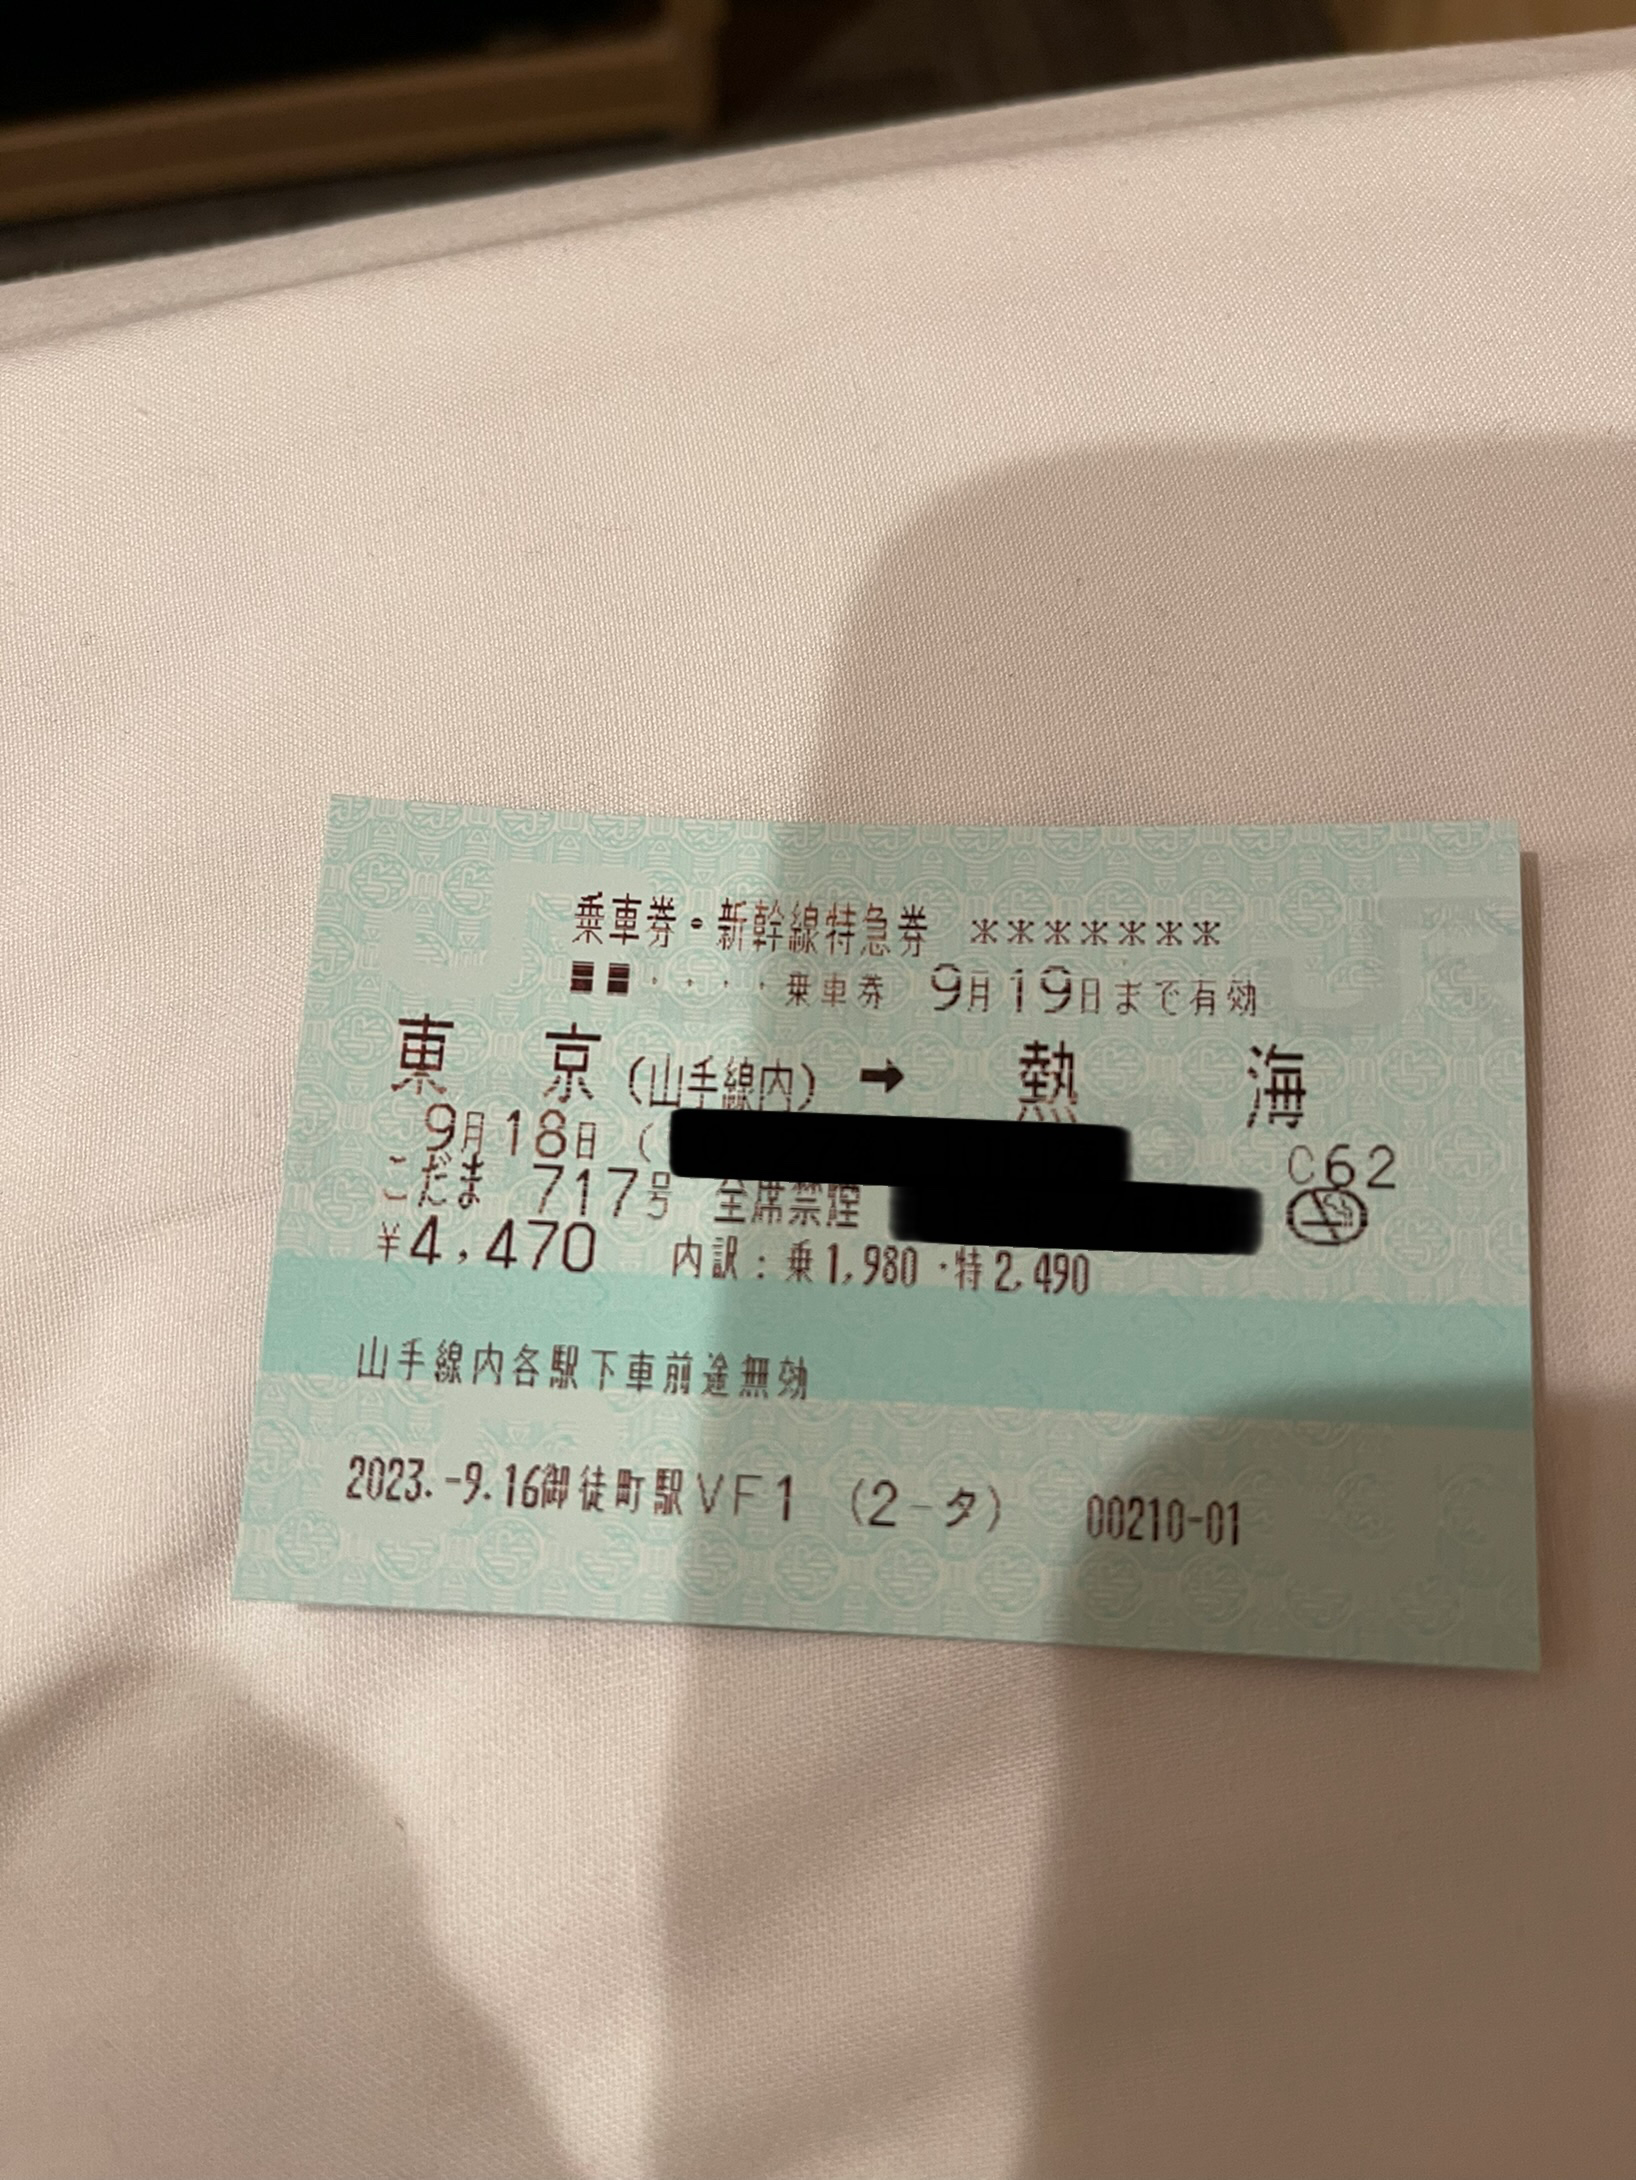 乗車券・新幹線特急券 *******
■■・・・・乗車券 9月19日まで有効
東京(山手線内) ➡ 熱海
9月18日 ( C62
こだま 717号 全席禁煙
¥4,470 内訳:乗1,980・特2,490
山手線内各駅下車前途無効
2023.-9.16御徒町駅VF1 (2-タ) 00210-01